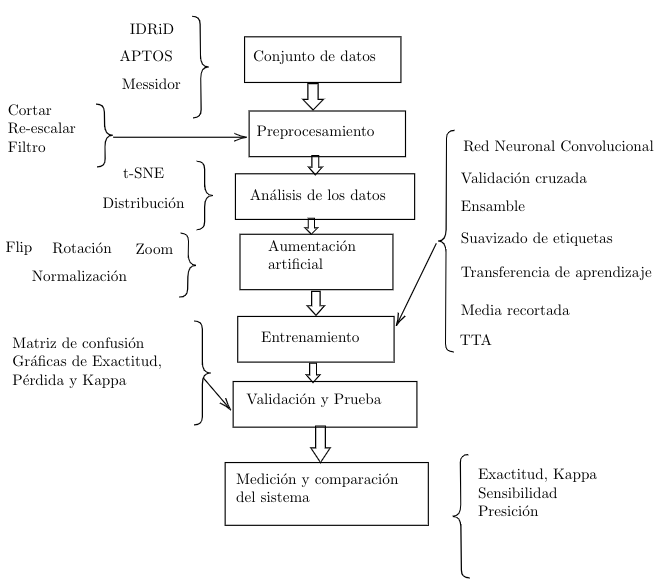 IDRiD
APTOS
Messidor
Conjunto de datos
Cortar
Re-escalar
Filtro
Preprocesamiento
t-SNE
Distribución
Análisis de los datos
Flip Rotación Zoom
Normalización
Aumentación
artificial
Red Neuronal Convolucional
Validación cruzada
Ensamble
Suavizado de etiquetas
Transferencia de aprendizaje
Media recortada
TTA
Entrenamiento
Matriz de confusión
Gráficas de Exactitud,
Pérdida y Kappa
Validación y Prueba
Medición y comparación
del sistema
Exactitud, Kappa
Sensibilidad
Presición